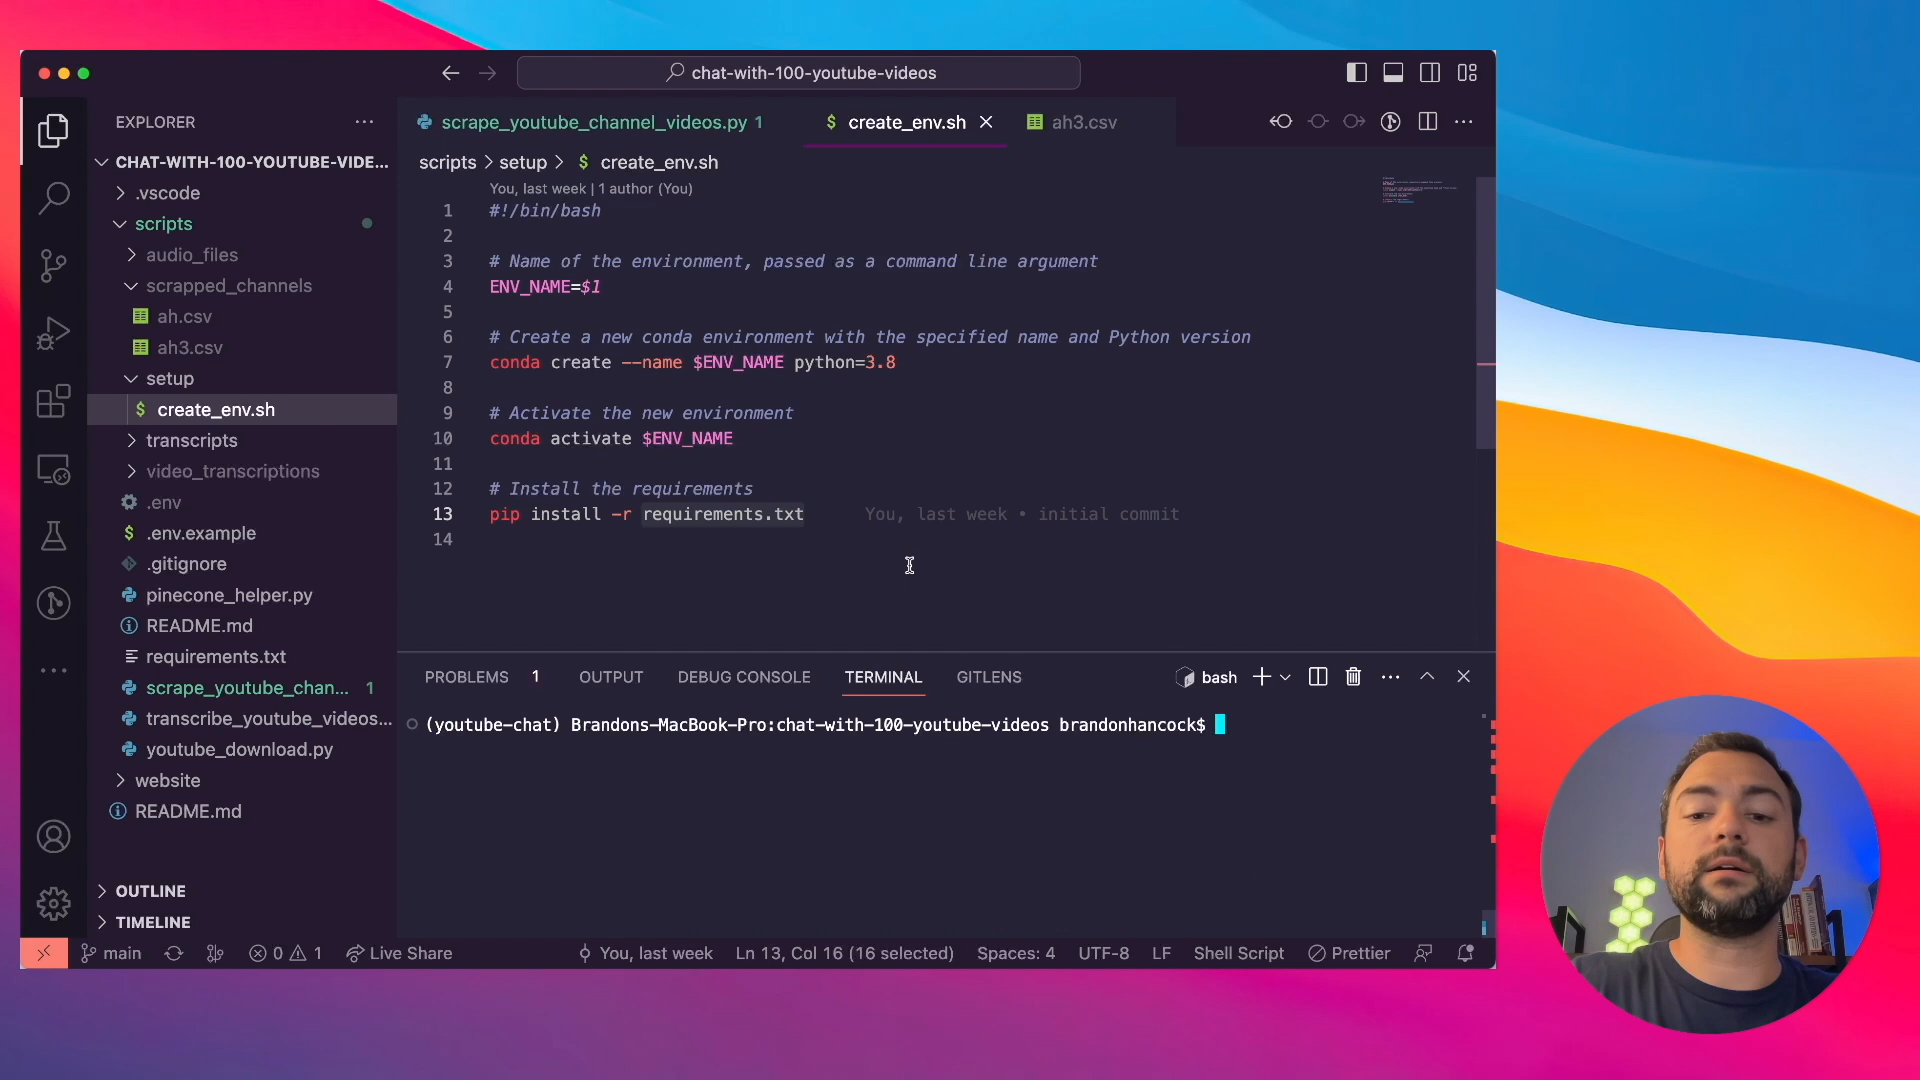 chat-with-100-youtube-videos
EXPLORER
CHAT-WITH-100-YOUTUBE-VIDE...
.vscode
scripts
audio_files
scrapped_channels
ah.csv
ah3.csv
setup
$ create_env.sh
transcripts
video_transcriptions
.env
$ .env.example
.gitignore
pinecone_helper.py
README.md
requirements.txt
scrape_youtube_chan... 1
transcribe_youtube_videos...
youtube_download.py
website
README.md
OUTLINE
TIMELINE
scrape_youtube_channel_videos.py 1
$ create_env.sh
ah3.csv
scripts > setup > $ create_env.sh
You, last week | 1 author (You)
1 #!/bin/bash
2
3 # Name of the environment, passed as a command line argument
4 ENV_NAME=$1
5
6 # Create a new conda environment with the specified name and Python version
7 conda create --name $ENV_NAME python=3.8
8
9 # Activate the new environment
10 conda activate $ENV_NAME
11
12 # Install the requirements
13 pip install -r requirements.txt You, last week • initial commit
14
PROBLEMS 1 OUTPUT DEBUG CONSOLE TERMINAL GITLENS bash
(youtube-chat) Brandons-MacBook-Pro:chat-with-100-youtube-videos brandonhancock$
main 0 1 Live Share You, last week Ln 13, Col 16 (16 selected) Spaces: 4 UTF-8 LF Shell Script Prettier